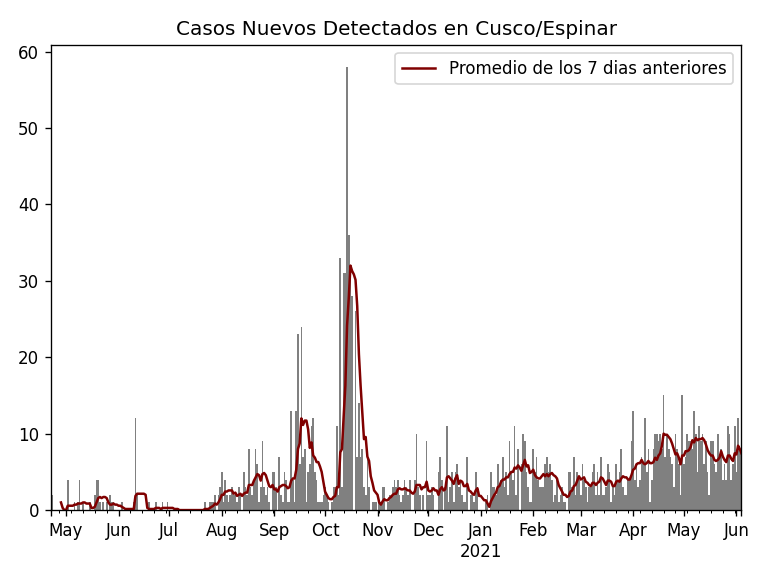 Casos Nuevos Detectados en Cusco/Espinar
Promedio de los 7 dias anteriores
60
50
40
30
20
10
0
May Jun Jul Aug Sep Oct Nov Dec Jan Feb Mar Apr May Jun
2021